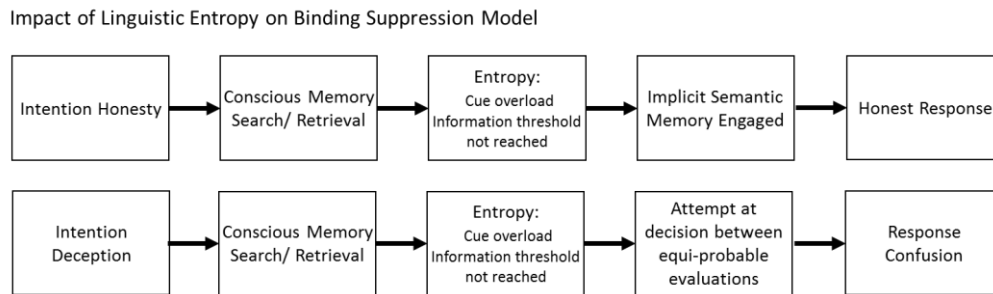 Impact of Linguistic Entropy on Binding Suppression Model
Intention Honesty
Conscious Memory
Search/ Retrieval
Entropy:
Cue overload
Information threshold
not reached
Implicit Semantic
Memory Engaged
Honest Response
Intention
Deception
Conscious Memory
Search/ Retrieval
Entropy:
Cue overload
Information threshold
not reached
Attempt at
decision between
equi-probable
evaluations
Response
Confusion